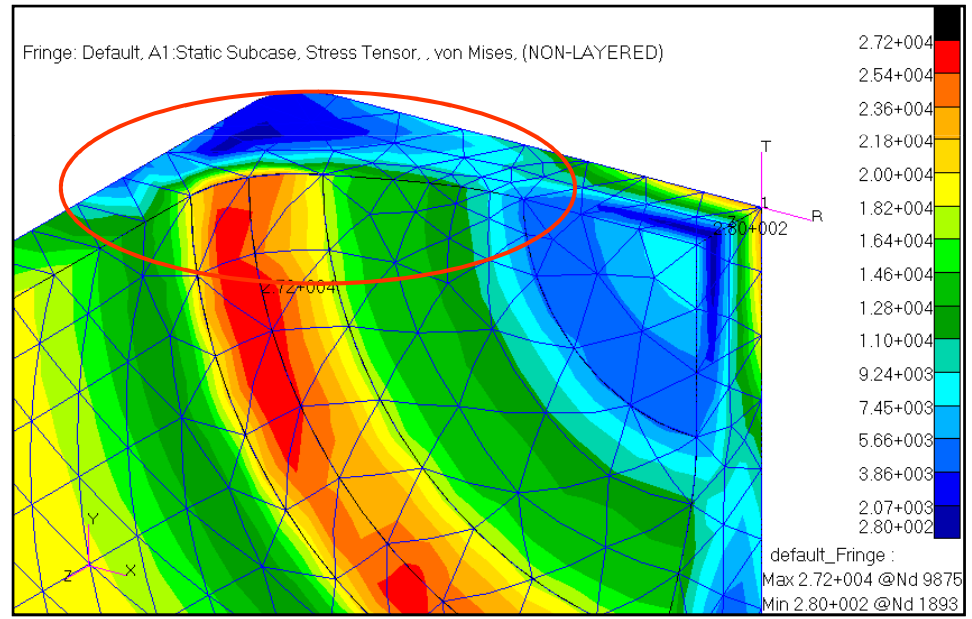 Fringe: Default, A1:Static Subcase, Stress Tensor, , von Mises, (NON-LAYERED)
2.72+004
2.54+004
2.36+004
2.18+004
2.00+004
1.82+004
1.64+004
1.46+004
1.28+004
1.10+004
9.24+003
7.45+003
5.66+003
3.86+003
2.07+003
2.80+002
T
R
1
2.80+002
2.72+004
Y
Z
X
default_Fringe :
Max 2.72+004 @Nd 9875
Min 2.80+002 @Nd 1893